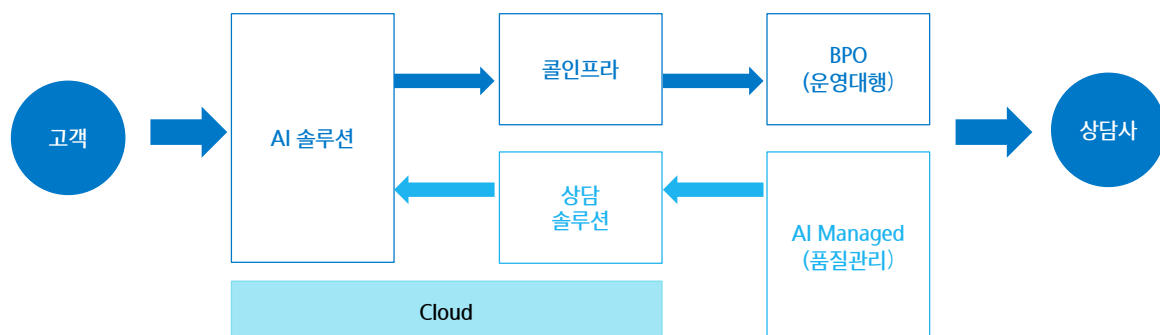 고객
AI 솔루션
콜인프라
BPO
(운영대행)
상담사
상담
솔루션
AI Managed
(품질관리)
Cloud